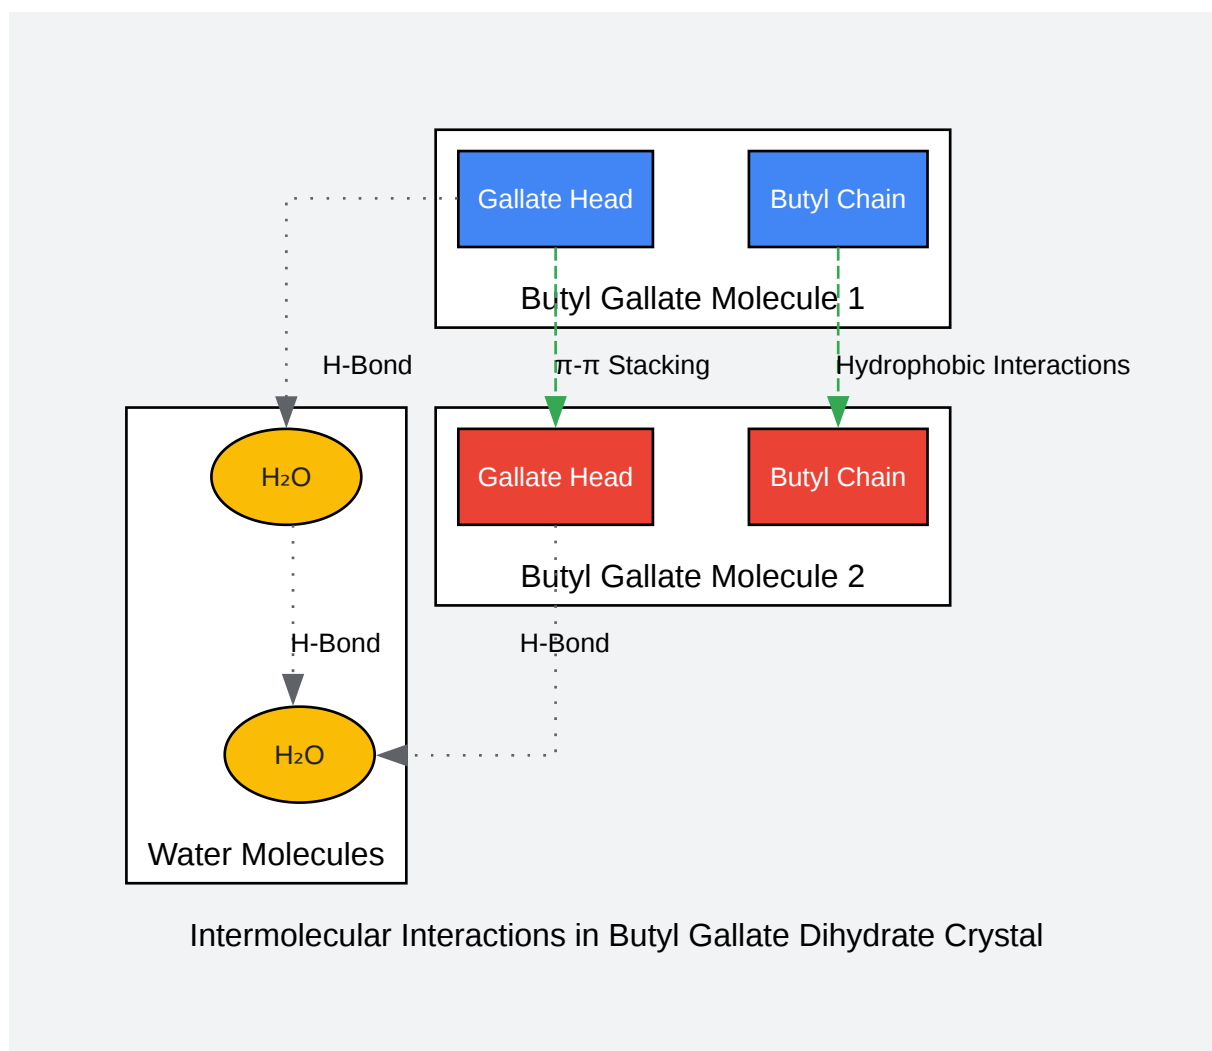 Gallate Head
Butyl Chain
Butyl Gallate Molecule 1
H-Bond
π-π Stacking
Hydrophobic Interactions
H₂O
Gallate Head
Butyl Chain
Butyl Gallate Molecule 2
H-Bond
H-Bond
H₂O
Water Molecules
Intermolecular Interactions in Butyl Gallate Dihydrate Crystal